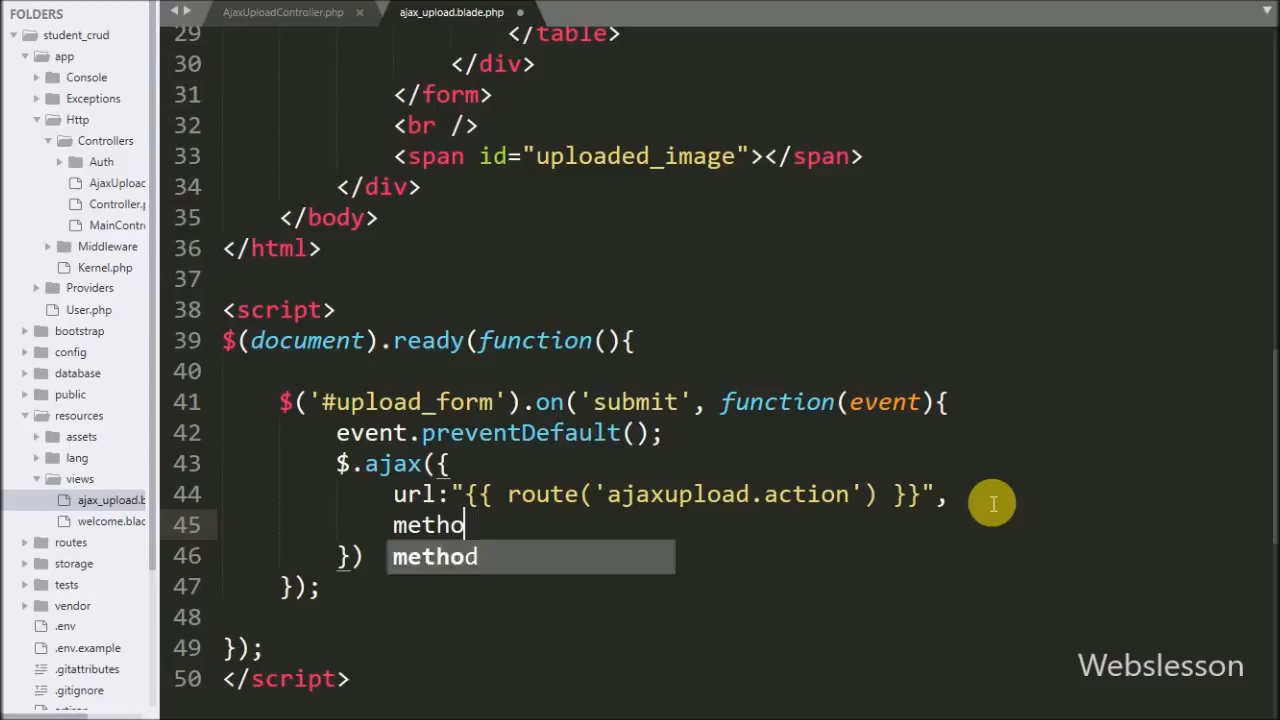 FOLDERS
student_crud
app
Console
Exceptions
Http
Controllers
Auth
AjaxUpload
Controller.p
MainContro
Middleware
Kernel.php
Providers
User.php
bootstrap
config
database
public
resources
assets
lang
views
ajax_upload.b
welcome.blad
routes
storage
tests
vendor
.env
.env.example
.gitattributes
.gitignore
AjaxUploadController.php
ajax_upload.blade.php
29 </table>
30 </div>
31 </form>
32 <br />
33 <span id="uploaded_image"></span>
34 </div>
35 </body>
36 </html>
37
38 <script>
39 $(document).ready(function(){
40
41 $('#upload_form').on('submit', function(event){
42 event.preventDefault();
43 $.ajax({
44 url:"{{ route('ajaxupload.action') }}",
45 metho
46 })
method
47 });
48
49 });
50 </script>
Webslesson